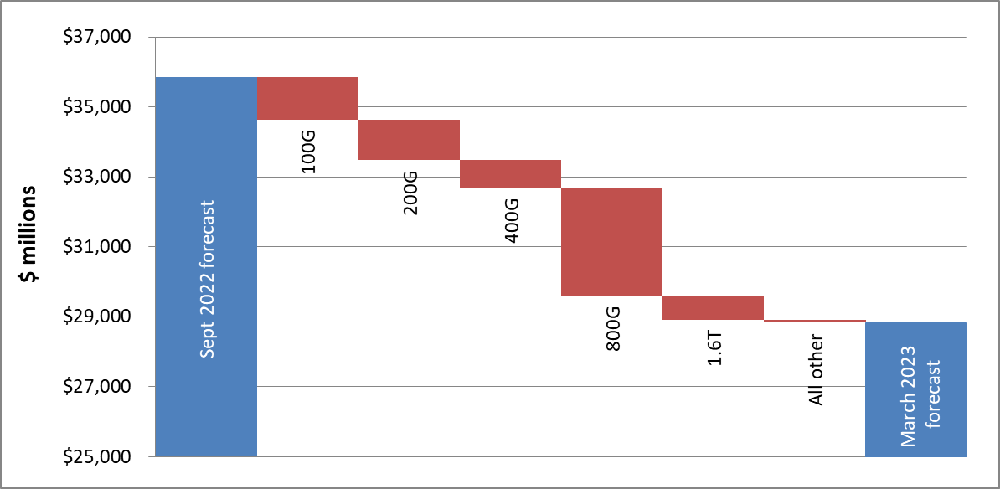 $37,000
$35,000
$33,000
$31,000
$29,000
$27,000
$25,000
$ millions
Sept 2022 forecast
100G
200G
400G
800G
1.6T
All other
March 2023
forecast